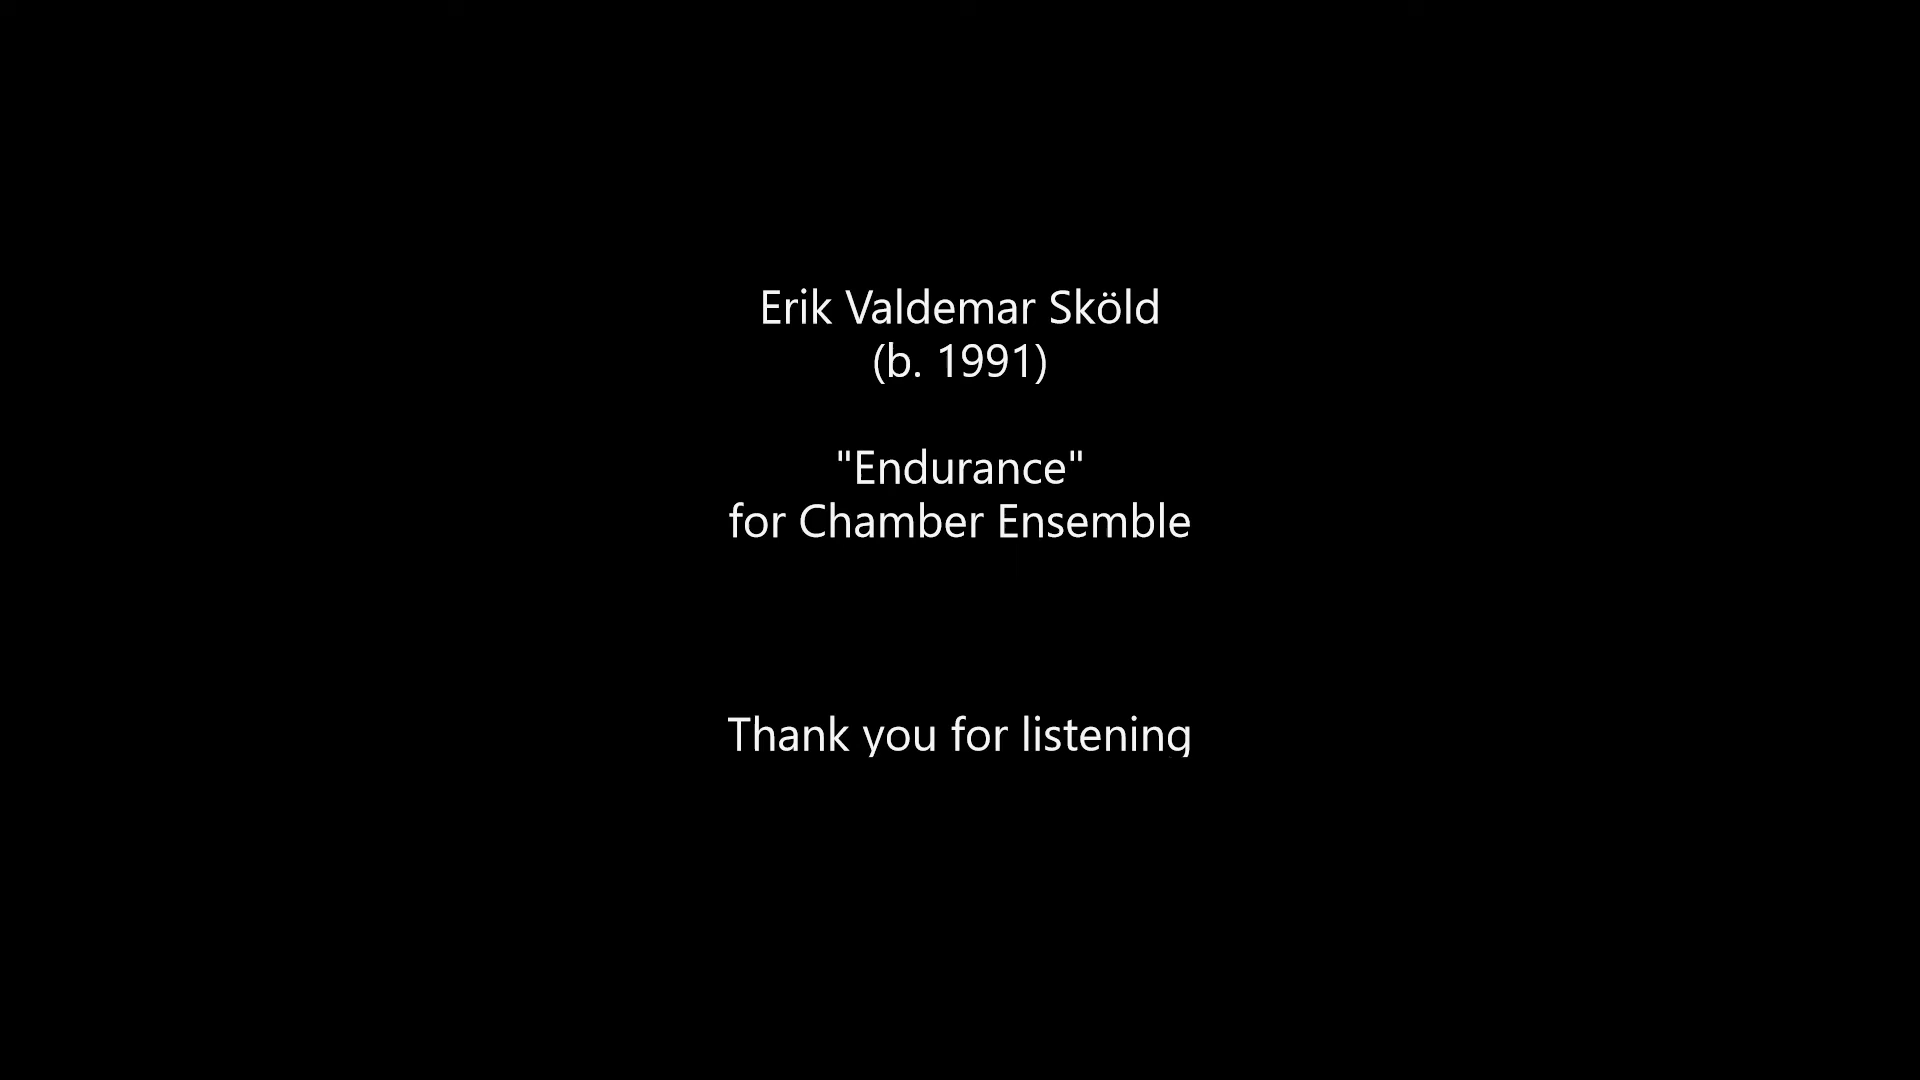 Erik Valdemar Sköld
(b. 1991)
"Endurance"
for Chamber Ensemble
Thank you for listening